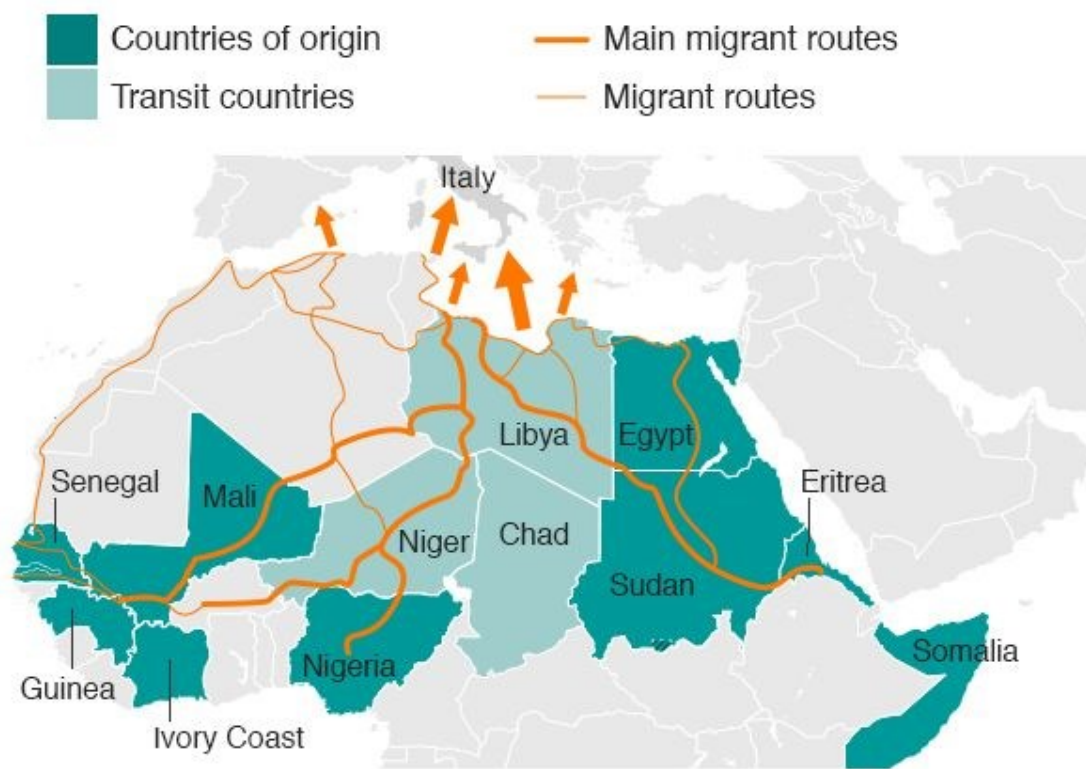 Countries of origin
Main migrant routes
Transit countries
Migrant routes
Italy
Senegal
Mali
Libya
Egypt
Eritrea
Niger
Chad
Sudan
Guinea
Nigeria
Somalia
Ivory Coast